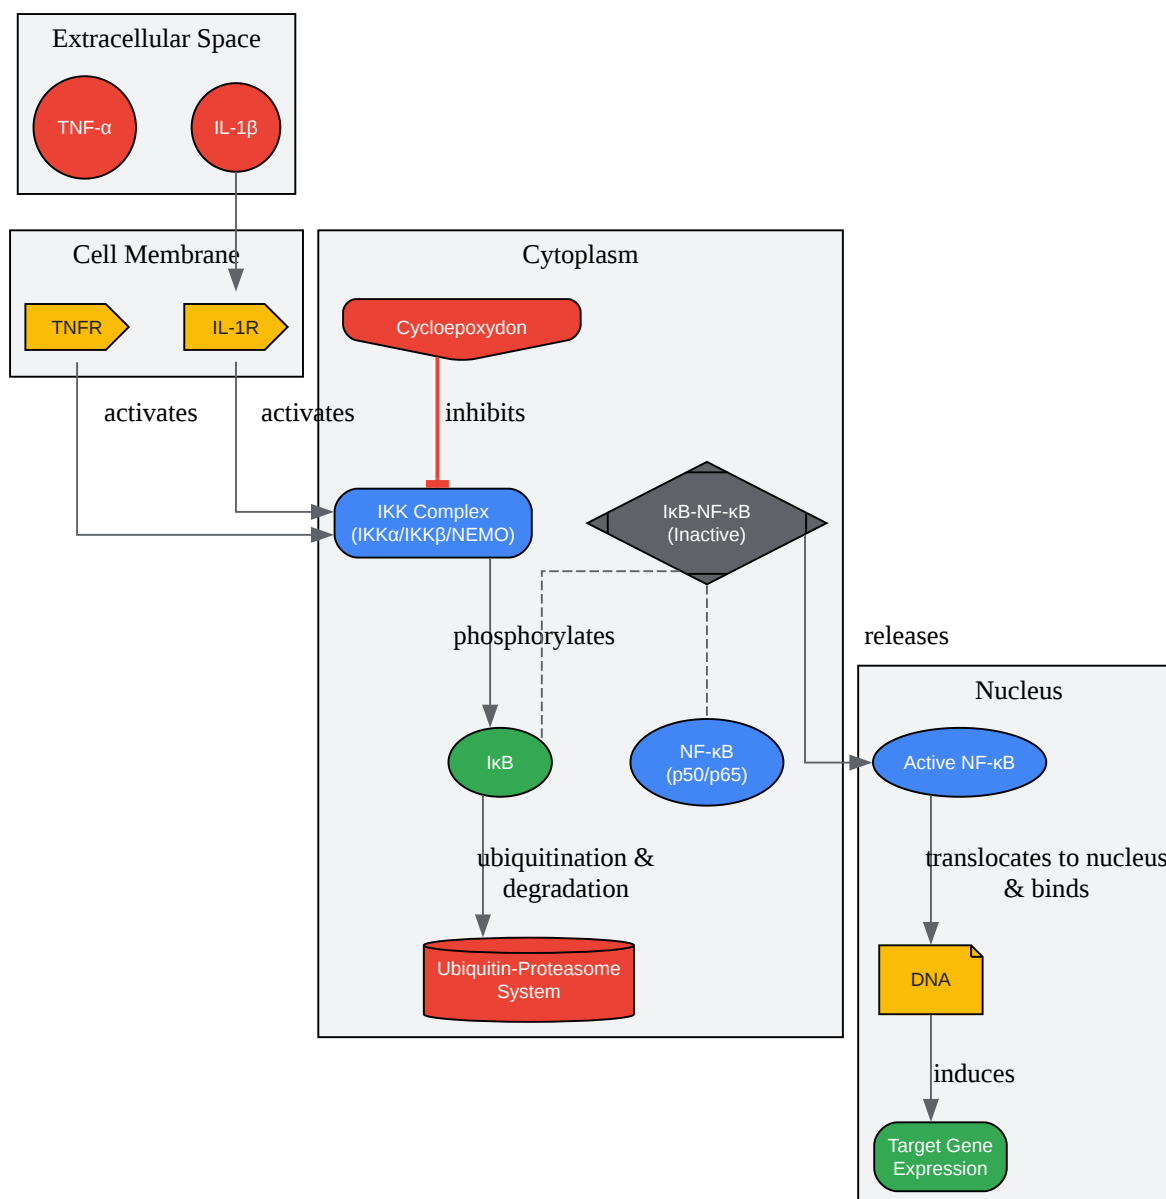 Extracellular Space
TNF-α
IL-1β
Cell Membrane
TNFR
IL-1R
activates
activates
Cytoplasm
Cycloepoxydon
inhibits
IKK Complex
(IKKα/IKKβ/NEMO)
IκB-NF-κB
(Inactive)
phosphorylates
releases
IκB
NF-κB
(p50/p65)
ubiquitination &
degradation
Ubiquitin-Proteasome
System
Nucleus
Active NF-κB
translocates to nucleus
& binds
DNA
induces
Target Gene
Expression